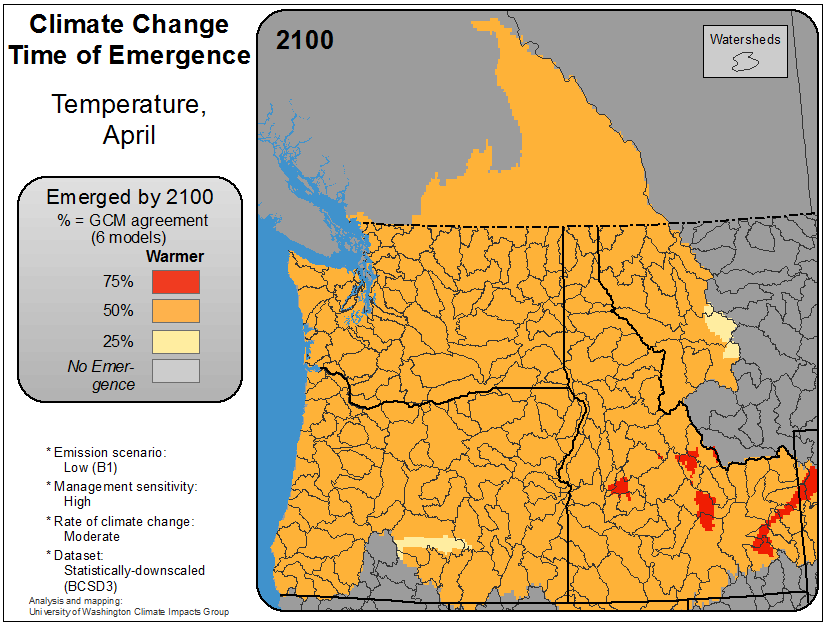 Climate Change
Time of Emergence
Temperature,
April
Emerged by 2100
% = GCM agreement
(6 models)
Warmer
75%
50%
25%
No Emer-
gence
* Emission scenario:
Low (B1)
* Management sensitivity:
High
* Rate of climate change:
Moderate
* Dataset:
Statistically-downscaled
(BCSD3)
Analysis and mapping:
University of Washington Climate Impacts Group
2100
Watersheds